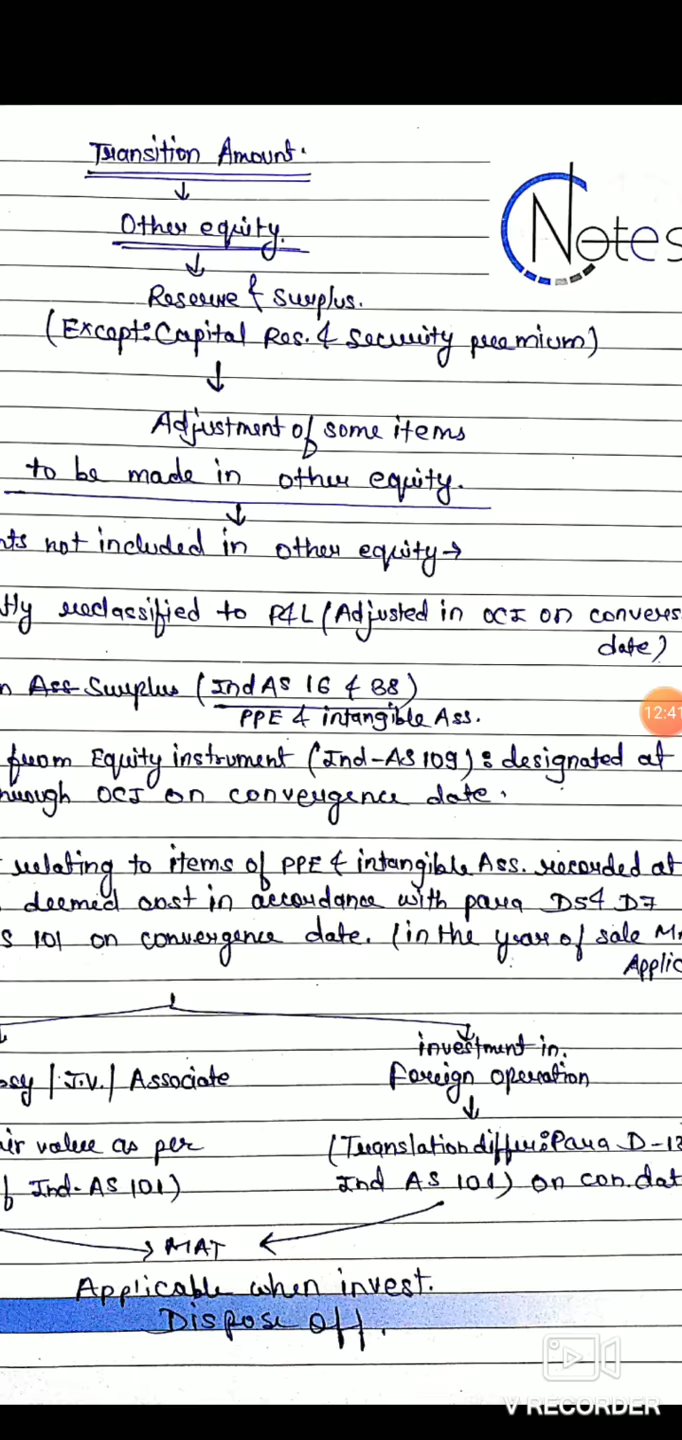 Transition Amount.
↓
Other equity.
↓
Notes
Reserve & Surplus.
(Except: Capital Res. & Security premium)
↓
Adjustment of some items
to be made in other equity.
↓
nts not included in other equity→
tly reclassified to P&L (Adjusted in OCI on convers
date)
n Ass Surplus (Ind AS 16 & 38)
PPE & intangible Ass.
12:41
from Equity instrument (Ind-AS 109): designated at
hrough OCI on convergence date.
relating to items of PPE & intangible Ass. recorded at
deemed cost in accordance with para D5& D7
S 101 on convergence date. (in the year of sale M
Applic
investment in.
Foreign operation
↓
/J.V./ Associate
ir value as per
(Translation differ: Para D-13
f Ind-AS 101)
Ind AS 101) on con.dat
→ MAT ←
Applicable when invest.
Dispose off.
V RECORDER